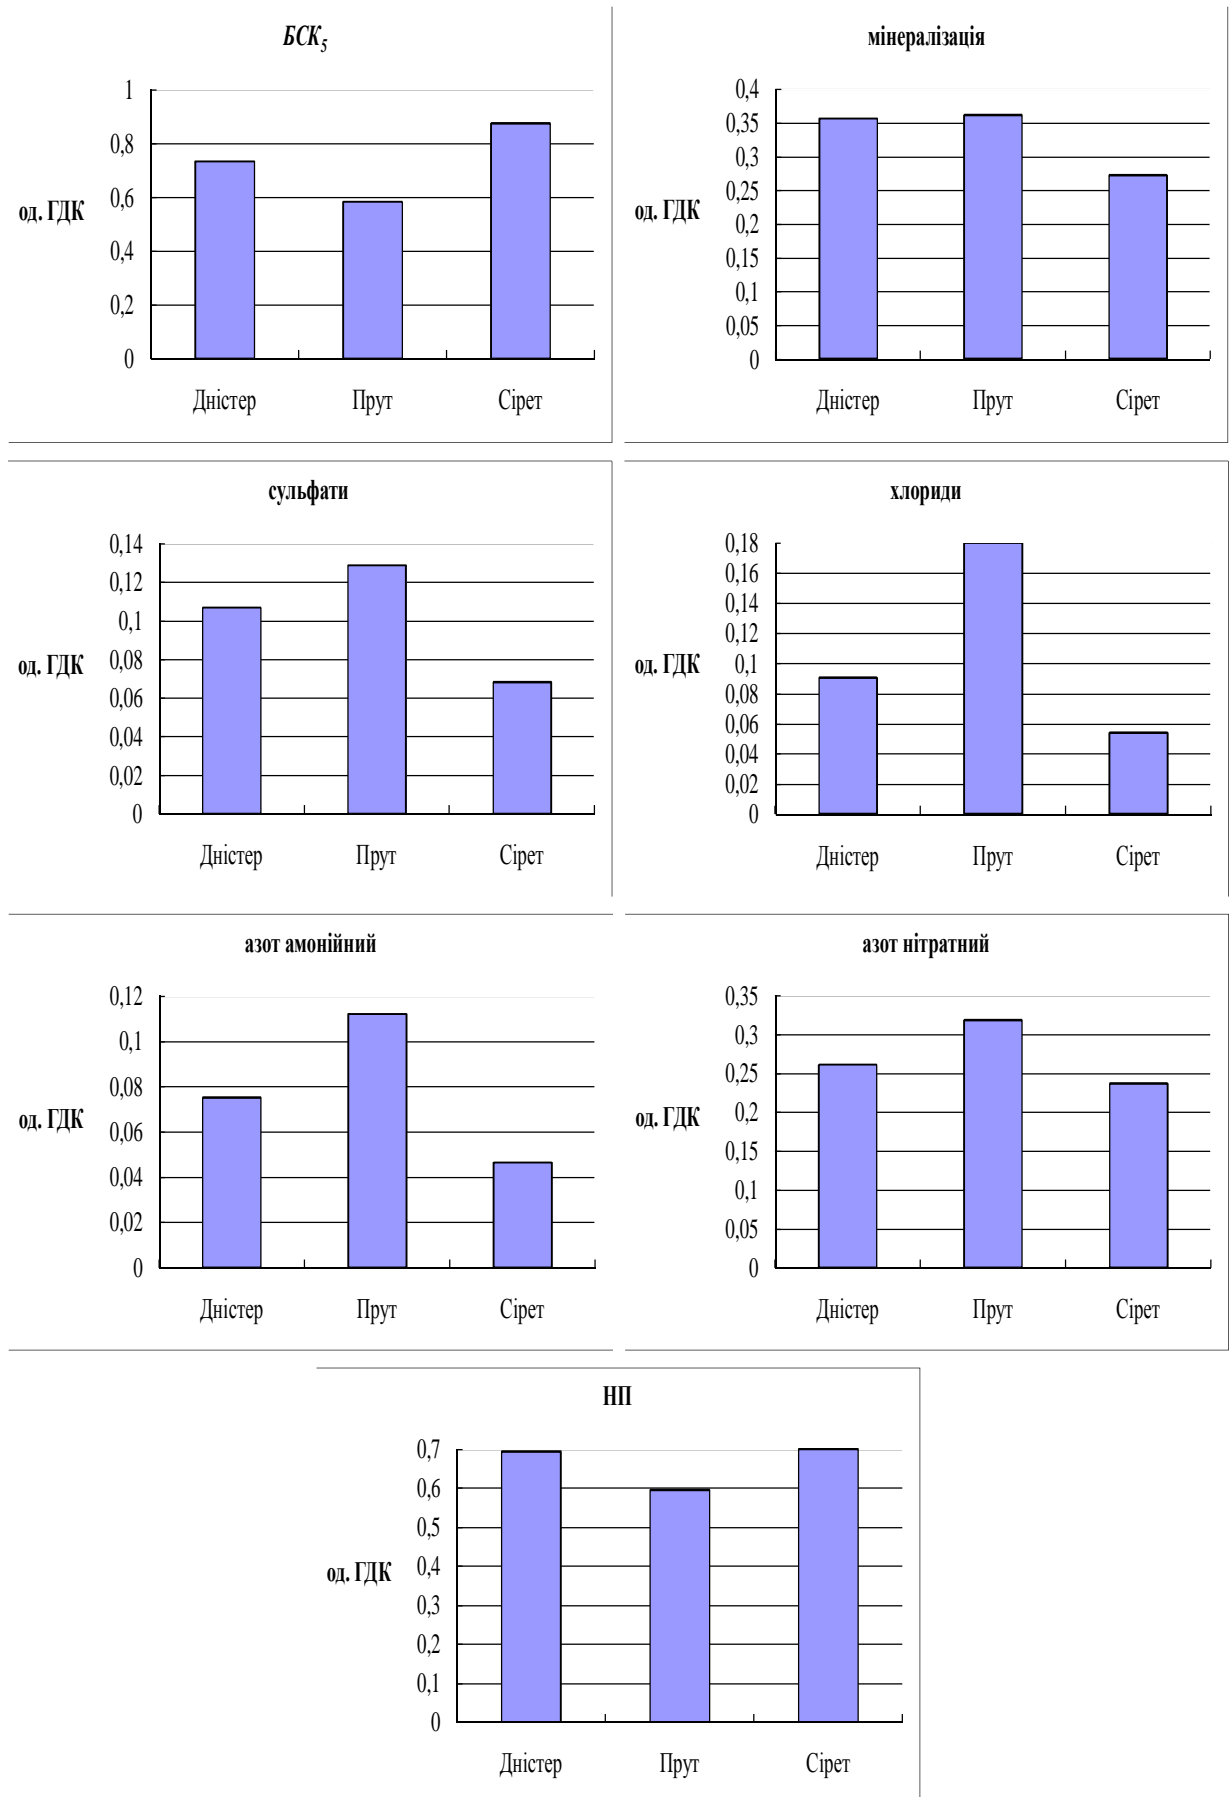 БСК5
1
0,8
0,6
0,4
0,2
0
од. ГДК
Дністер Прут Сірет
мінералізація
0,4
0,35
0,3
0,25
0,2
0,15
0,1
0,05
0
од. ГДК
Дністер Прут Сірет
сульфати
0,14
0,12
0,1
0,08
0,06
0,04
0,02
0
од. ГДК
Дністер Прут Сірет
хлориди
0,18
0,16
0,14
0,12
0,1
0,08
0,06
0,04
0,02
0
од. ГДК
Дністер Прут Сірет
азот амонійний
0,12
0,1
0,08
0,06
0,04
0,02
0
од. ГДК
Дністер Прут Сірет
азот нітратний
0,35
0,3
0,25
0,2
0,15
0,1
0,05
0
од. ГДК
Дністер Прут Сірет
НП
0,7
0,6
0,5
0,4
0,3
0,2
0,1
0
од. ГДК
Дністер Прут Сірет